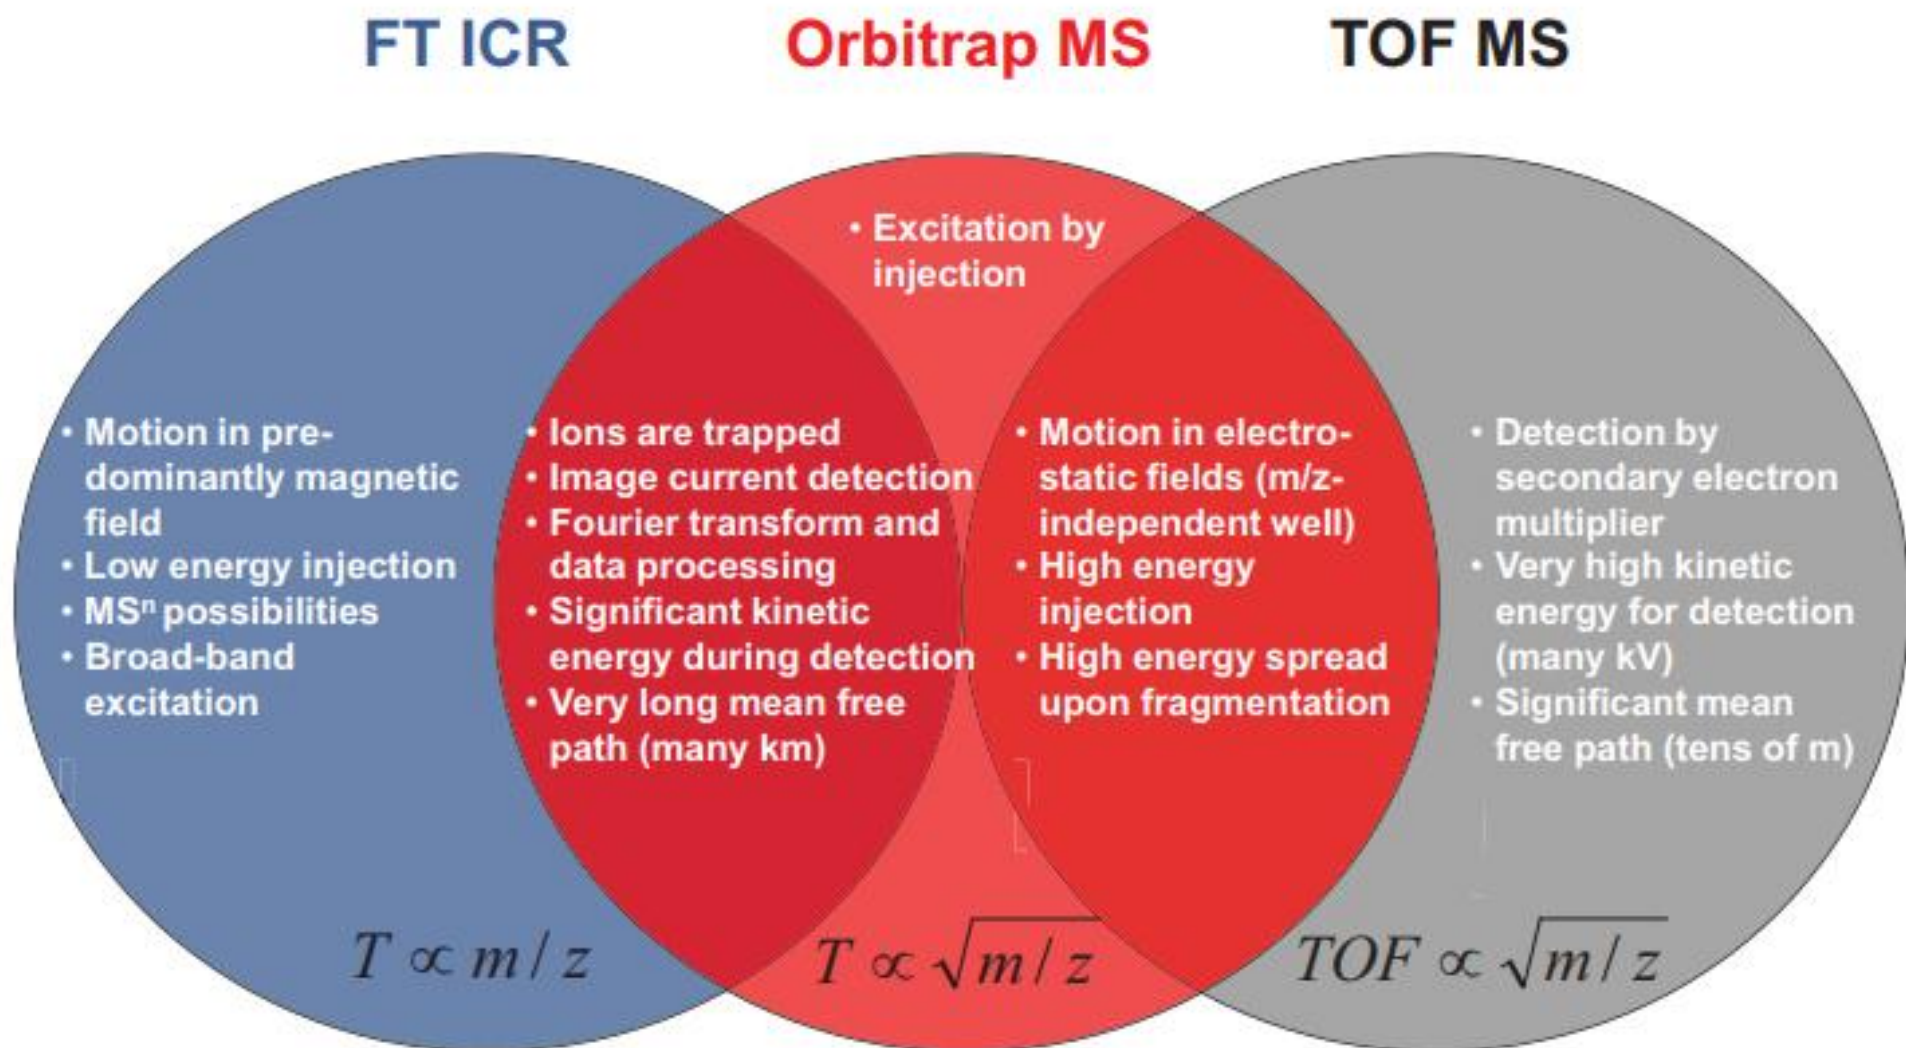 FT ICR
Orbitrap MS
TOF MS
• Excitation by
injection
• Motion in pre-
dominantly magnetic
field
• Low energy injection
• MSⁿ possibilities
• Broad-band
excitation
• Ions are trapped
• Image current detection
• Fourier transform and
data processing
• Significant kinetic
energy during detection
• Very long mean free
path (many km)
• Motion in electro-
static fields (m/z-
independent well)
• High energy
injection
• High energy spread
upon fragmentation
• Detection by
secondary electron
multiplier
• Very high kinetic
energy for detection
(many kV)
• Significant mean
free path (tens of m)
T ∝ m / z
T ∝ √m / z
TOF ∝ √m / z